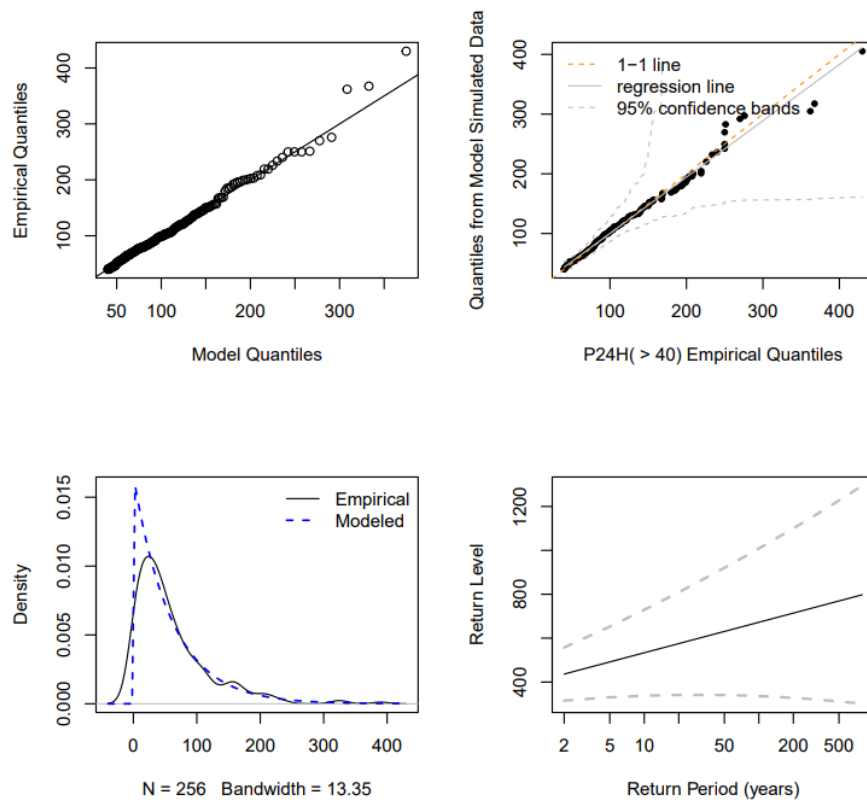 Empirical Quantiles
400
300
200
100
50
100
200
300
Model Quantiles
Quantiles from Model Simulated Data
400
300
200
100
1−1 line
regression line
95% confidence bands
100
200
300
400
P24H( > 40) Empirical Quantiles
Density
0.015
0.010
0.005
0.000
Empirical
Modeled
0
100
200
300
400
N = 256 Bandwidth = 13.35
Return Level
1200
800
400
2
5
10
50
200
500
Return Period (years)